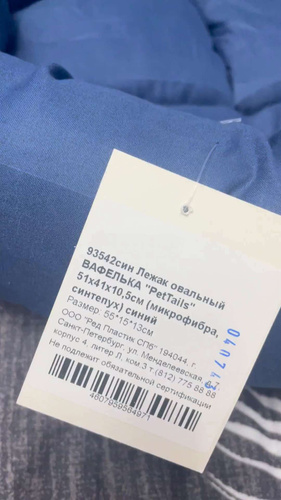 93542син Лежак овальный
ВАФЕЛЬКА "PetTails"
51х41х10,5см (микрофибра,
синтепух) синий
Размер 55*15*13см
ООО "Ред Пластик СПб" 194044, г.
Санкт-Петербург, ул. Менделеевская,
корпус 4, литер Л, ком.3 т.(812) 775 88 88
Не подлежит обязательной сертификации
4607959564971